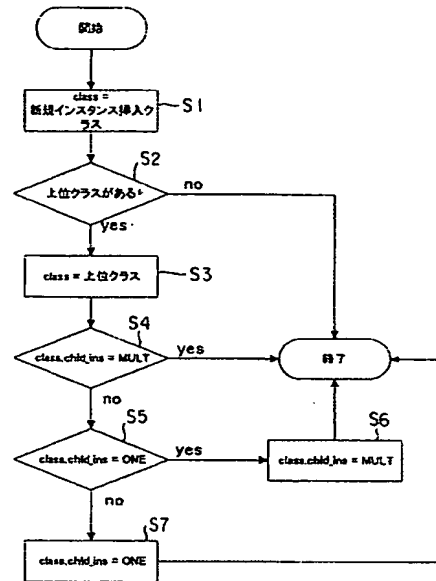 開始
class =
新規インスタンス挿入ク
ラス
S1
S2
上位クラスがある
no
yes
class = 上位クラス
S3
S4
class.chld_ins = MULT
yes
終了
no
S5
S6
class.chld_ins = ONE
yes
class.chld_ins = MULT
no
S7
class.chld_ins = ONE